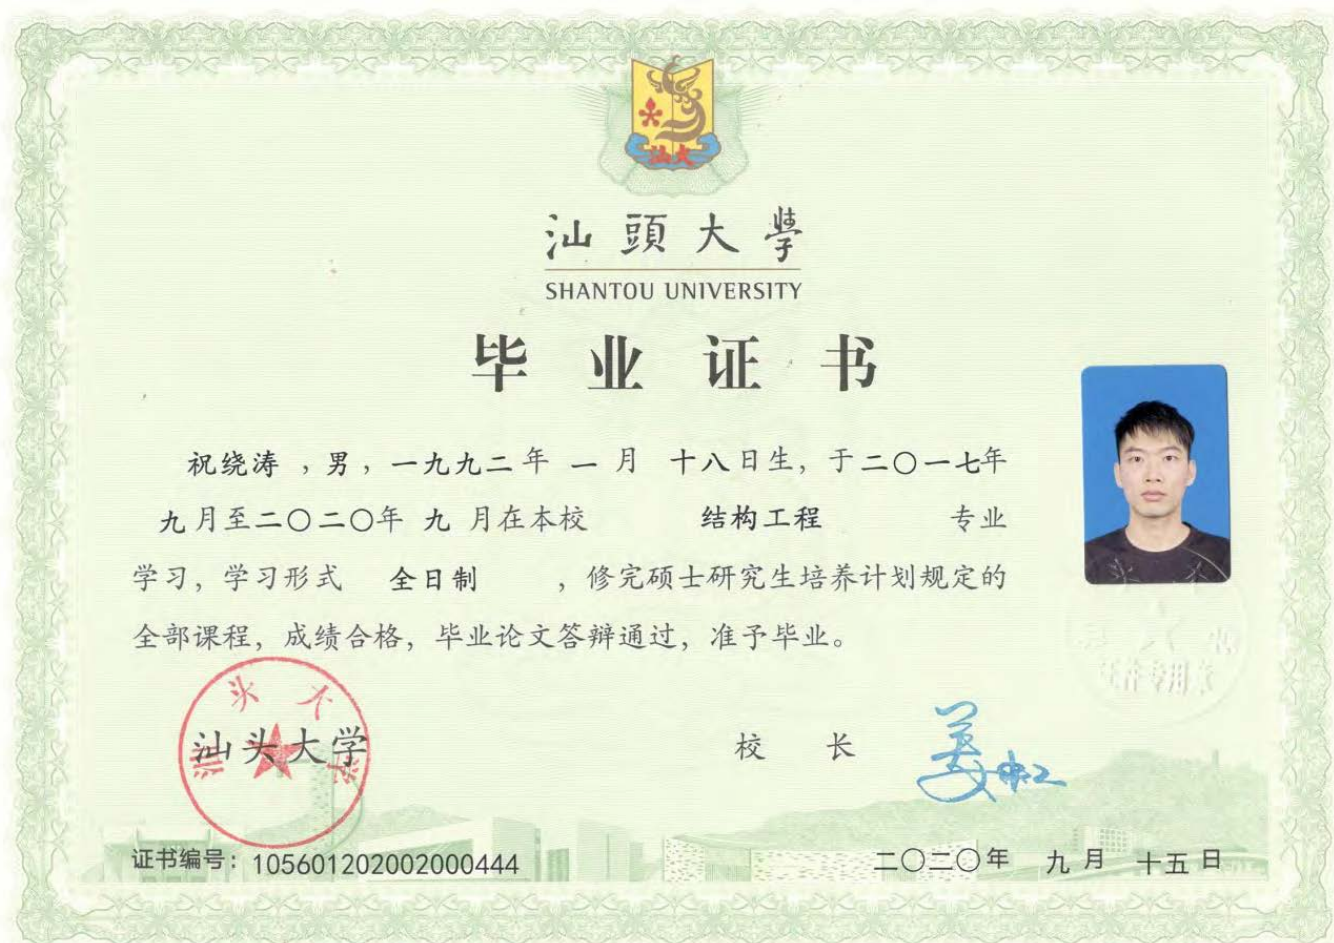 汕大
汕頭大學
SHANTOU UNIVERSITY
毕业证书
祝绕涛，男，一九九二年 一 月 十八日生，于二〇一七年
九月至二〇二〇年 九 月在本校 结构工程 专业
学习，学习形式 全日制 ，修完硕士研究生培养计划规定的
全部课程，成绩合格，毕业论文答辩通过，准予毕业。
汕头大学
汕头大学
校 长
证书编号：105601202002000444
二〇二〇年 九 月 十五 日